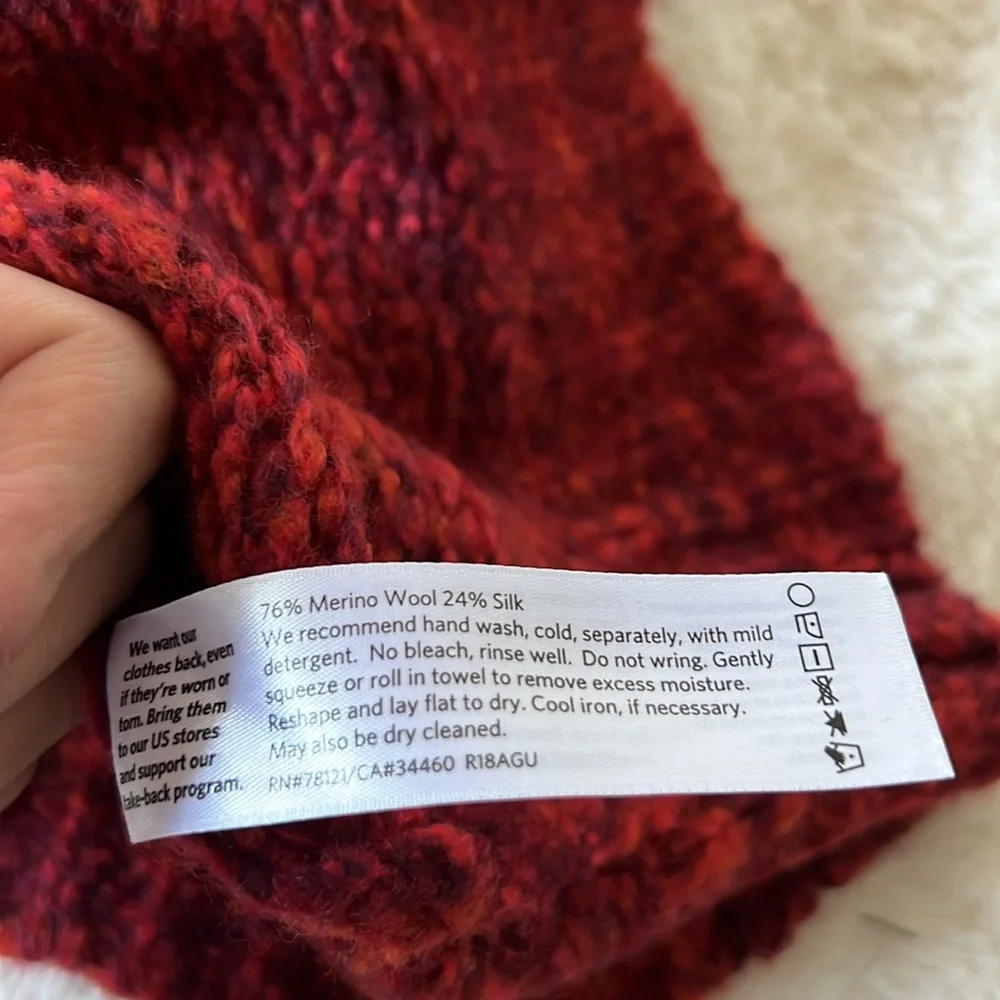 We want our
clothes back, even
if they're worn or
torn. Bring them
to our US stores
and support our
take-back program.
76% Merino Wool 24% Silk
We recommend hand wash, cold, separately, with mild
detergent. No bleach, rinse well. Do not wring. Gently
squeeze or roll in towel to remove excess moisture.
Reshape and lay flat to dry. Cool iron, if necessary.
May also be dry cleaned.
RN#78121/CA#34460 R18AGU